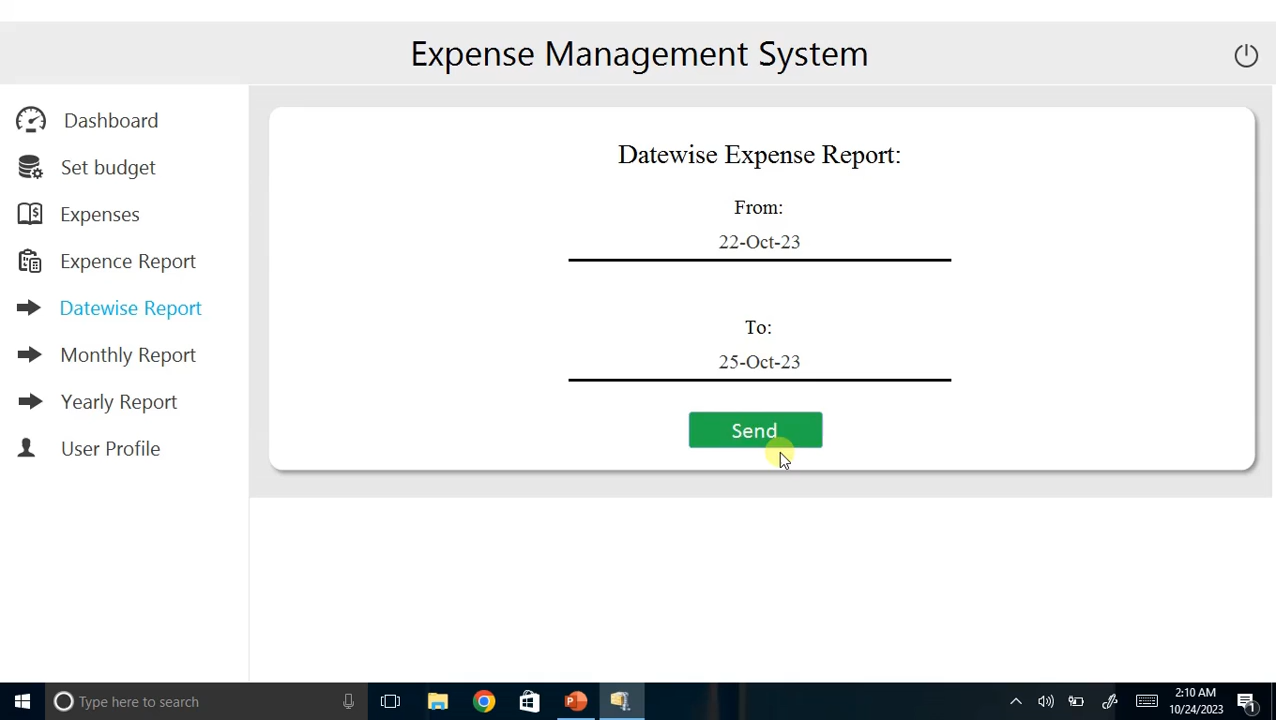 Expense Management System
Dashboard
Set budget
Expenses
Expence Report
Datewise Report
Monthly Report
Yearly Report
User Profile
Datewise Expense Report:
From:
22-Oct-23
To:
25-Oct-23
Send
Type here to search
2:10 AM
10/24/2023
1